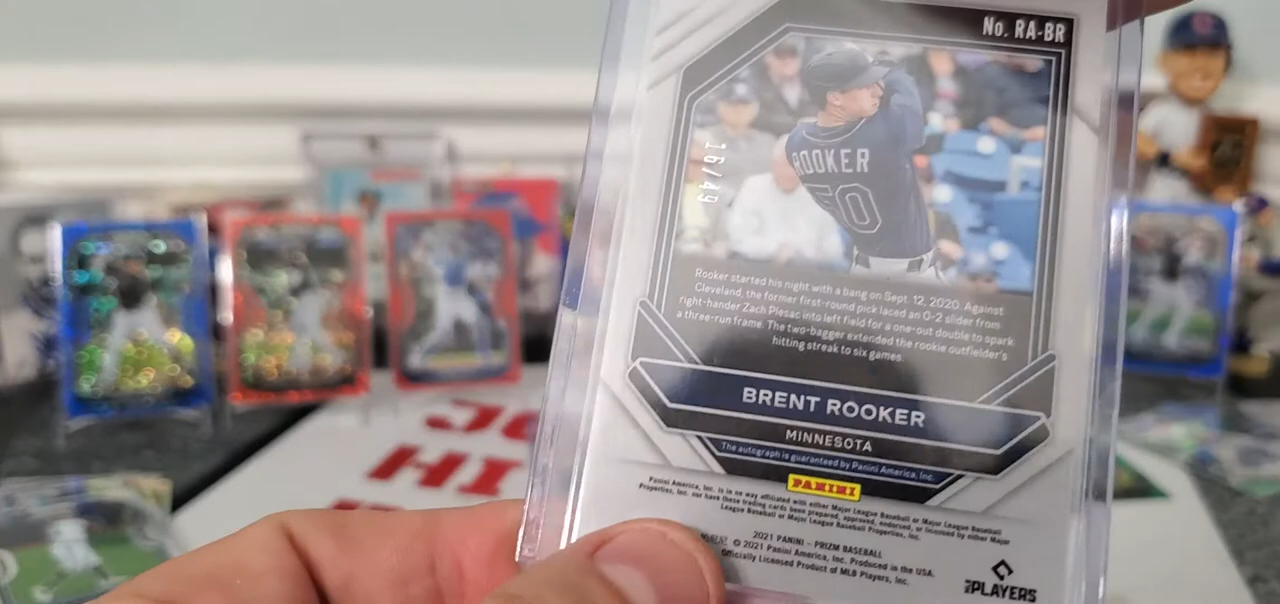 No. RA-BR
ROOKER
50
16/49
Rooker started his night with a bang on Sept. 12, 2020. Against
Cleveland, the former first-round pick laced an 0-2 slider from
right-hander Zach Plesac into left field for a one-out double to spark
a three-run frame. The two-bagger extended the rookie outfielder's
hitting streak to six games.
BRENT ROOKER
MINNESOTA
The autograph is guaranteed by Panini America, Inc.
PANINI
Panini America, Inc. is in no way affiliated with either Major League Baseball or Major League Baseball
Properties, Inc. nor have these trading cards been prepared, approved, endorsed, or licensed by either Major
League Baseball or Major League Baseball Properties, Inc.
2021 PANINI - PRIZM BASEBALL
© 2021 Panini America, Inc. Produced in the USA.
Officially Licensed Product of MLB Players, Inc.
PLAYERS
HI